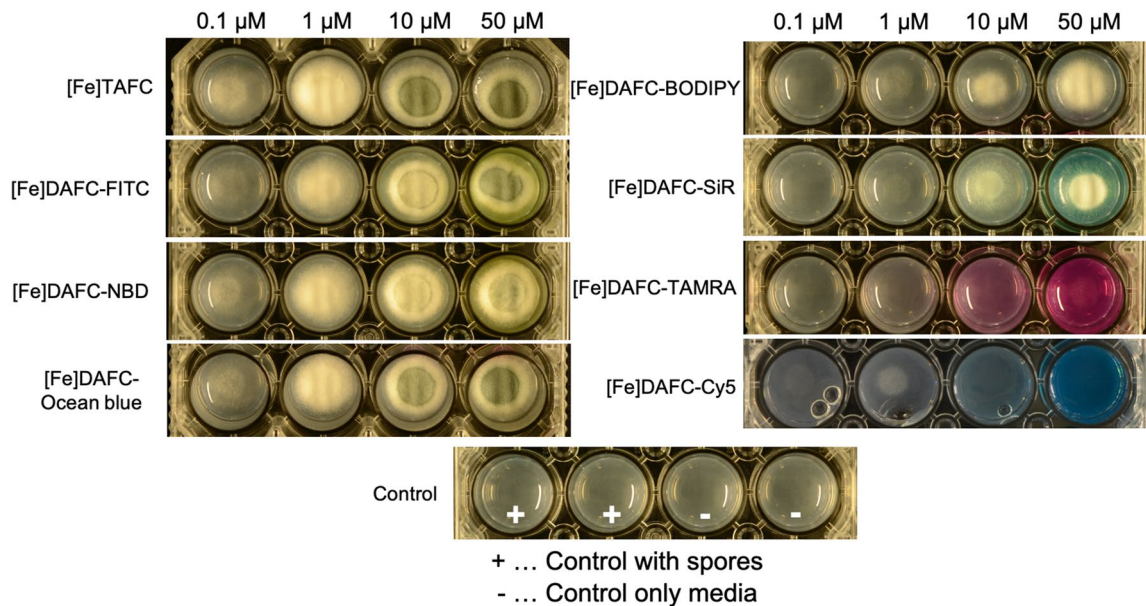 0.1 µM 1 µM 10 µM 50 µM
0.1 µM 1 µM 10 µM 50 µM
[Fe]TAFC
[Fe]DAFC-FITC
[Fe]DAFC-NBD
[Fe]DAFC-
Ocean blue
[Fe]DAFC-BODIPY
[Fe]DAFC-SiR
[Fe]DAFC-TAMRA
[Fe]DAFC-Cy5
Control
+ + - -
+ … Control with spores
- … Control only media